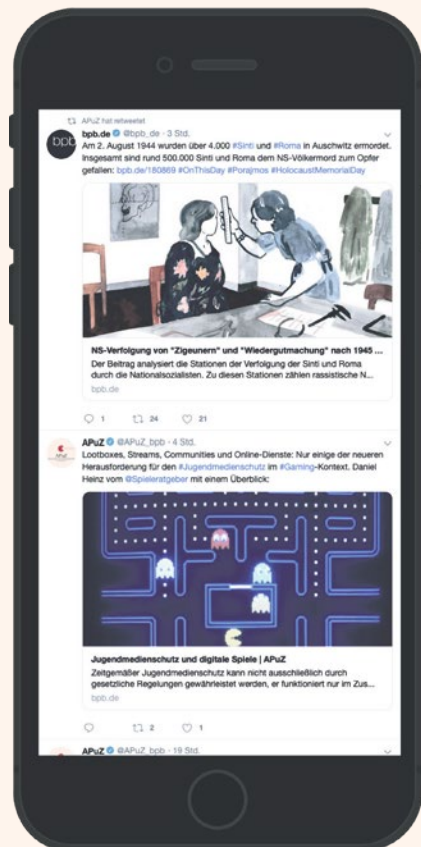 APuZ hat retweetet
bpb.de @bpb_de · 3 Std.
bpb:
Am 2. August 1944 wurden über 4.000 #Sinti und #Roma in Auschwitz ermordet.
Insgesamt sind rund 500.000 Sinti und Roma dem NS-Völkermord zum Opfer
gefallen: bpb.de/180869 #OnThisDay #Porajmos #HolocaustMemorialDay
NS-Verfolgung von "Zigeunern" und "Wiedergutmachung" nach 1945 ...
Der Beitrag analysiert die Stationen der Verfolgung der Sinti und Roma
durch die Nationalsozialisten. Zu diesen Stationen zählen rassistische N...
bpb.de
1 24 21
APuZ @APuZ_bpb · 4 Std.
Lootboxes, Streams, Communities und Online-Dienste: Nur einige der neueren
Herausforderung für den #Jugendmedienschutz im #Gaming-Kontext. Daniel
Heinz vom @Spieleratgeber mit einem Überblick:
Jugendmedienschutz und digitale Spiele | APuZ
Zeitgemäßer Jugendmedienschutz kann nicht ausschließlich durch
gesetzliche Regelungen gewährleistet werden, er funktioniert nur im Zus...
bpb.de
2 1
APuZ @APuZ_bpb · 19 Std.